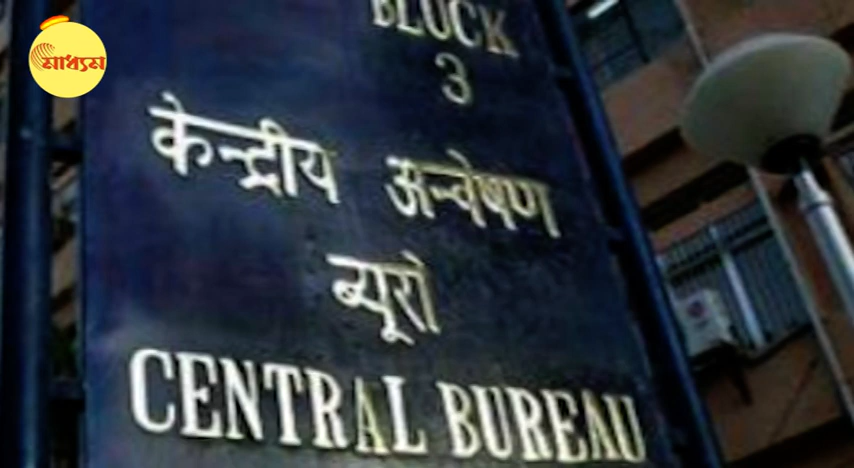 মাধ্যম
BLOCK
3
केन्द्रीय अन्वेषण
ब्यूरो
CENTRAL BUREAU